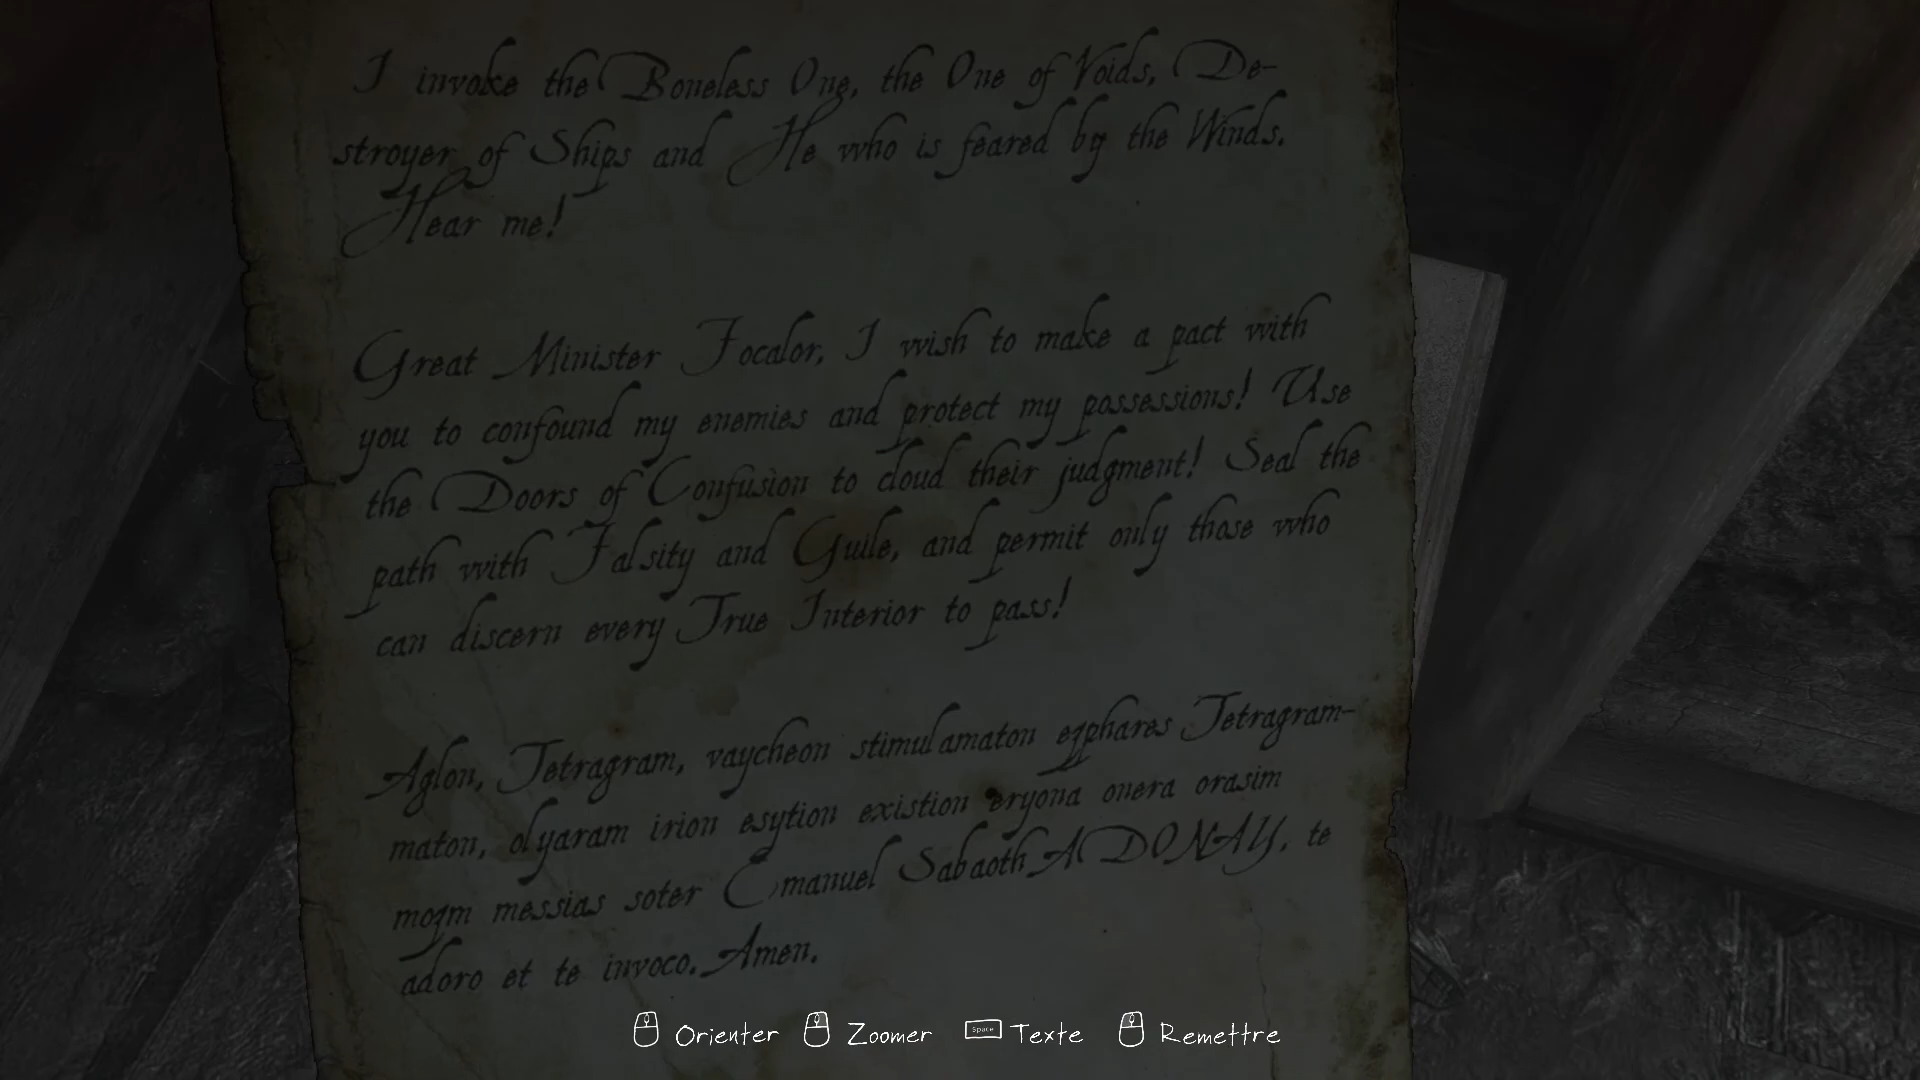 I invoke the Boneless One, the One of Voids, De-
stroyer of Ships and He who is feared by the Winds.
Hear me!
Great Minister Focalor, I wish to make a pact with
you to confound my enemies and protect my possessions! Use
the Doors of Confusion to cloud their judgment! Seal the
path with Falsity and Guile, and permit only those who
can discern every True Interior to pass!
Aglon, Tetragram, vaycheon stimulamaton ezphares Tetragram-
maton, olyaram irion esytion existion eryona onera orasim
mozm messias soter Emanuel Sabaoth ADONAY, te
adoro et te invoco. Amen.
Orienter Zoomer Space Texte Remettre